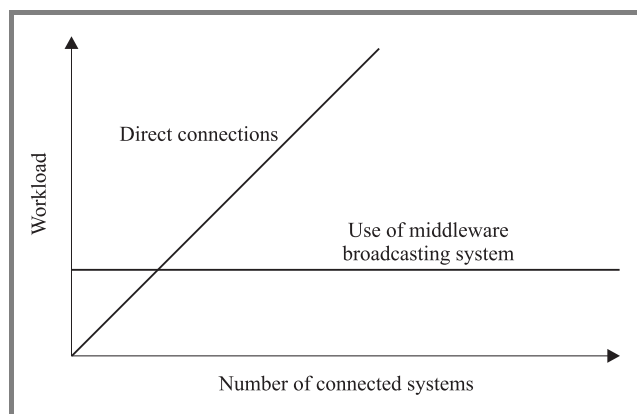 Direct connections
Workload
Use of middleware
broadcasting system
Number of connected systems